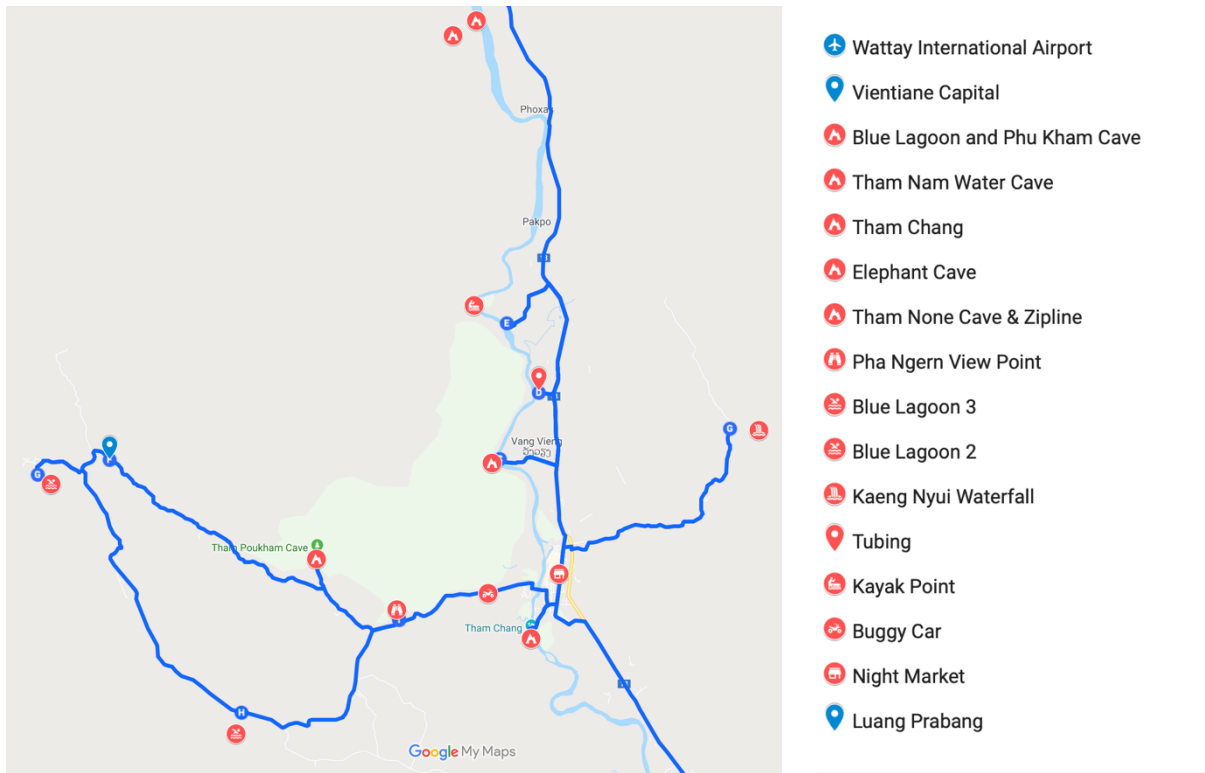 Phoxa
Pakpo
E
D
Vang Vieng
ວັງວຽງ
G
G
Tham Poukham Cave
Tham Chang
H
Google My Maps
Wattay International Airport
Vientiane Capital
Blue Lagoon and Phu Kham Cave
Tham Nam Water Cave
Tham Chang
Elephant Cave
Tham None Cave & Zipline
Pha Ngern View Point
Blue Lagoon 3
Blue Lagoon 2
Kaeng Nyui Waterfall
Tubing
Kayak Point
Buggy Car
Night Market
Luang Prabang